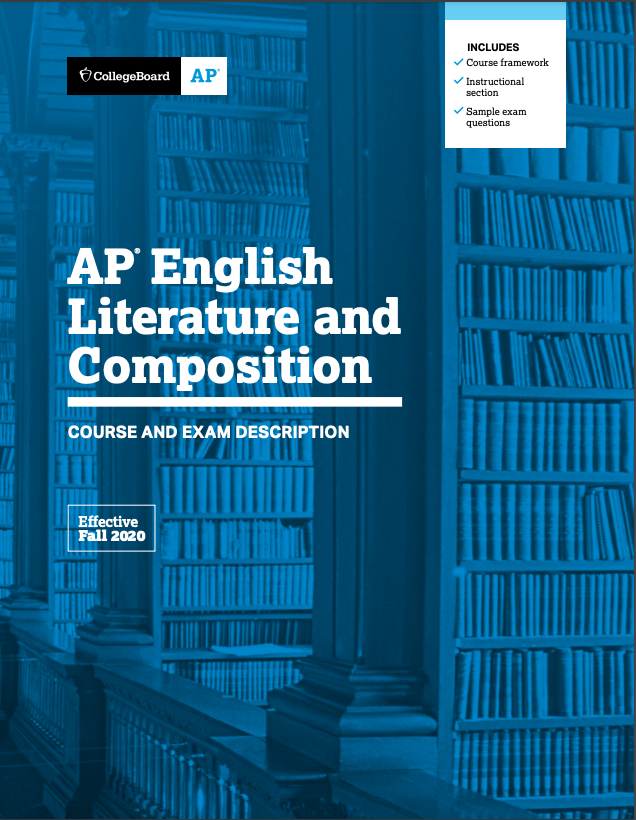 INCLUDES
Course framework
Instructional
section
Sample exam
questions
CollegeBoard AP®
AP® English
Literature and
Composition
COURSE AND EXAM DESCRIPTION
Effective
Fall 2020